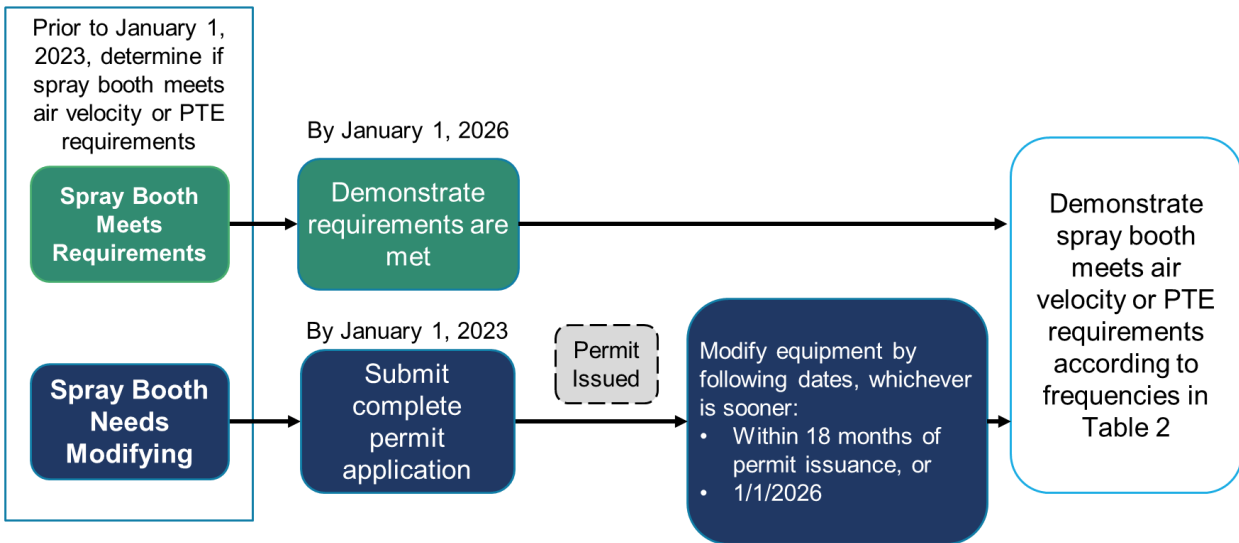 Prior to January 1,
2023, determine if
spray booth meets
air velocity or PTE
requirements
Spray Booth
Meets
Requirements
By January 1, 2026
Demonstrate
requirements are
met
Spray Booth
Needs
Modifying
By January 1, 2023
Submit
complete
permit
application
Permit
Issued
Modify equipment by
following dates, whichever
is sooner:
• Within 18 months of
permit issuance, or
• 1/1/2026
Demonstrate
spray booth
meets air
velocity or PTE
requirements
according to
frequencies in
Table 2